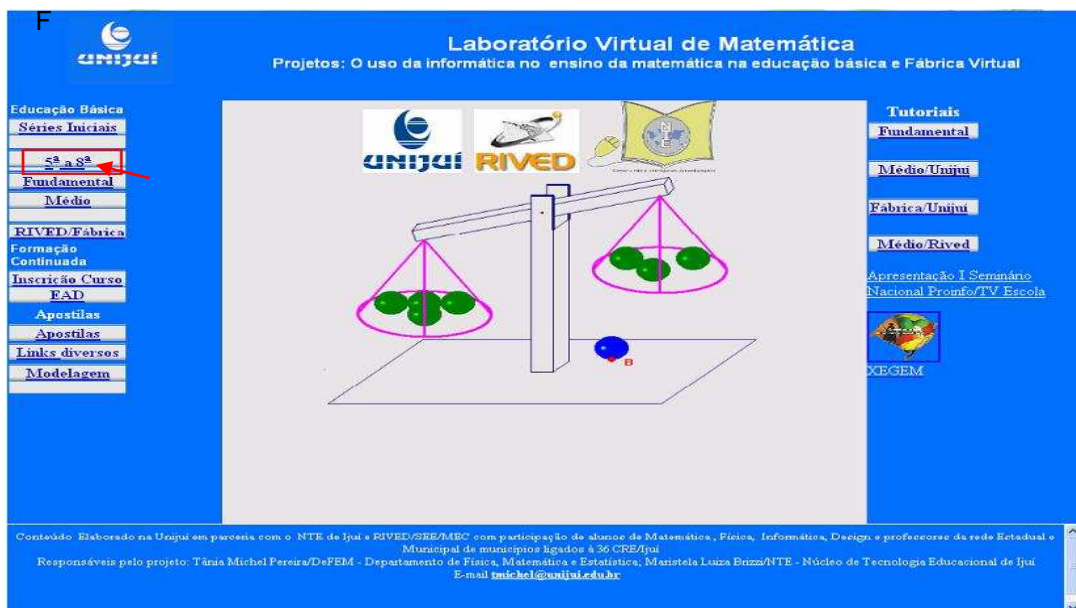 F
unijuí
Laboratório Virtual de Matemática
Projetos: O uso da informática no ensino da matemática na educação básica e Fábrica Virtual
Educação Básica
Séries Iniciais
5ª a 8ª
Fundamental
Médio
RIVED/Fábrica
Formação
Continuada
Inscrição Curso
EAD
Apostilas
Apostilas
Links diversos
Modelagem
unijuí
RIVED
NTE
B
Tutoriais
Fundamental
Médio/Unijuí
Fábrica/Unijuí
Médio/Rived
Apresentação I Seminário
Nacional Proinfo/TV Escola
XEGEM
Conteúdo Elaborado na Unijuí em parceria com o NTE de Ijuí e RIVED/SEE/MEC com participação de alunos de Matemática, Física, Informática, Design e professores da rede Estadual e
Municipal de municípios ligados à 36 CRE/Ijuí
Responsáveis pelo projeto: Tânia Michel Pereira/DeFEM - Departamento de Física, Matemática e Estatística; Maristela Luiza Brizzi/NTE - Núcleo de Tecnologia Educacional de Ijuí
E-mail tmichel@unijui.edu.br